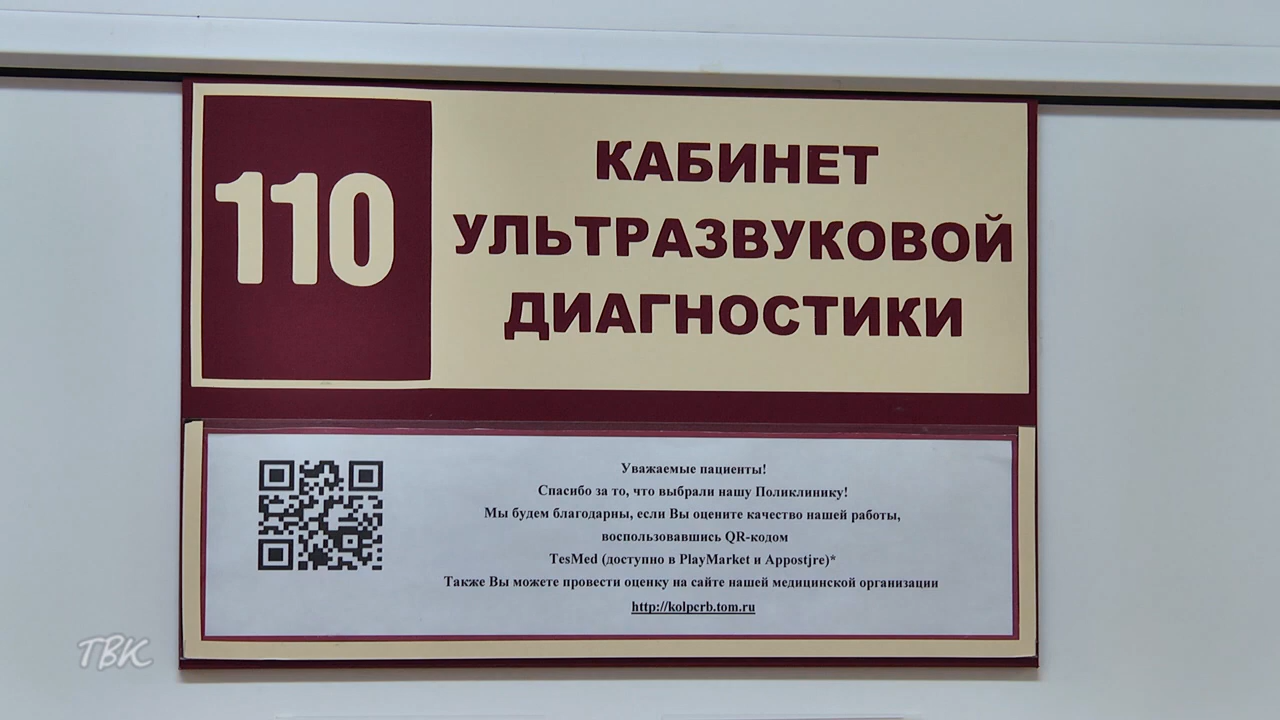 110
КАБИНЕТ
УЛЬТРАЗВУКОВОЙ
ДИАГНОСТИКИ
Уважаемые пациенты!
Спасибо за то, что выбрали нашу Поликлинику!
Мы будем благодарны, если Вы оцените качество нашей работы,
воспользовавшись QR-кодом
TesMed (доступно в PlayMarket и Appostjre)*
Также Вы можете провести оценку на сайте нашей медицинской организации
http://kolpcrb.tom.ru
ТВК